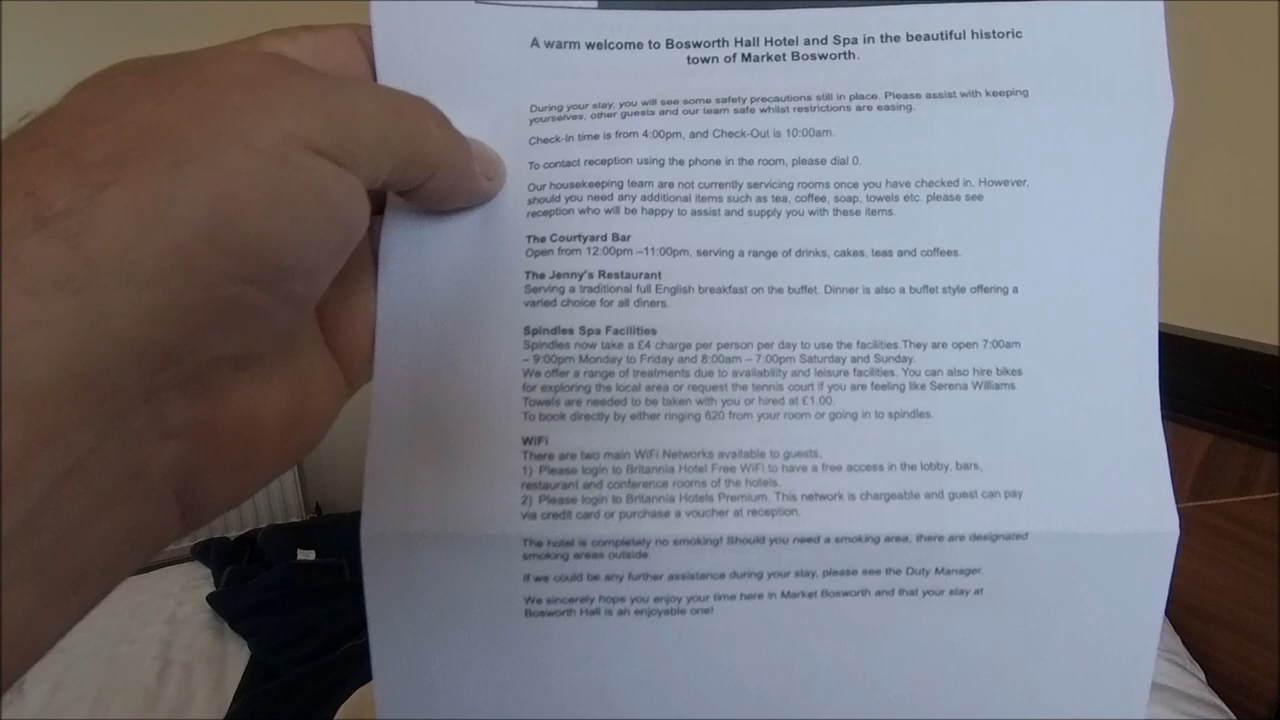 A warm welcome to Bosworth Hall Hotel and Spa in the beautiful historic
town of Market Bosworth.
During your stay, you will see some safety precautions still in place. Please assist with keeping
yourselves, other guests and our team safe whilst restrictions are easing.
Check-In time is from 4:00pm, and Check-Out is 10:00am.
To contact reception using the phone in the room, please dial 0.
Our housekeeping team are not currently servicing rooms once you have checked in. However,
should you need any additional items such as tea, coffee, soap, towels etc. please see
reception who will be happy to assist and supply you with these items.
The Courtyard Bar
Open from 12:00pm –11:00pm, serving a range of drinks, cakes, teas and coffees.
The Jenny's Restaurant
Serving a traditional full English breakfast on the buffet. Dinner is also a buffet style offering a
varied choice for all diners.
Spindles Spa Facilities
Spindles now take a £4 charge per person per day to use the facilities.They are open 7:00am
– 9:00pm Monday to Friday and 8:00am – 7:00pm Saturday and Sunday.
We offer a range of treatments due to availability and leisure facilities. You can also hire bikes
for exploring the local area or request the tennis court if you are feeling like Serena Williams.
Towels are needed to be taken with you or hired at £1.00.
To book directly by either ringing 620 from your room or going in to spindles.
WiFi
There are two main WiFi Networks available to guests.
1) Please login to Britannia Hotel Free WiFi to have a free access in the lobby, bars,
restaurant and conference rooms of the hotels.
2) Please login to Britannia Hotels Premium. This network is chargeable and guest can pay
via credit card or purchase a voucher at reception.
The hotel is completely no smoking! Should you need a smoking area, there are designated
smoking areas outside.
If we could be any further assistance during your stay, please see the Duty Manager.
We sincerely hope you enjoy your time here in Market Bosworth and that your stay at
Bosworth Hall is an enjoyable one!